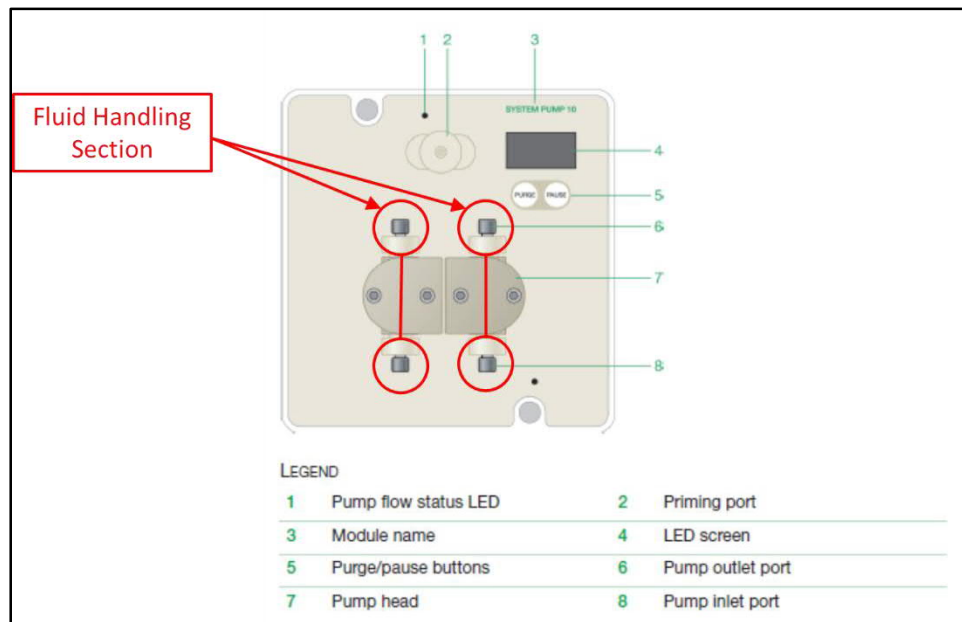 1 2 3
Fluid Handling
Section
SYSTEM PUMP 10
4
PURGE PAUSE
5
6
7
8
LEGEND
1 Pump flow status LED 2 Priming port
3 Module name 4 LED screen
5 Purge/pause buttons 6 Pump outlet port
7 Pump head 8 Pump inlet port